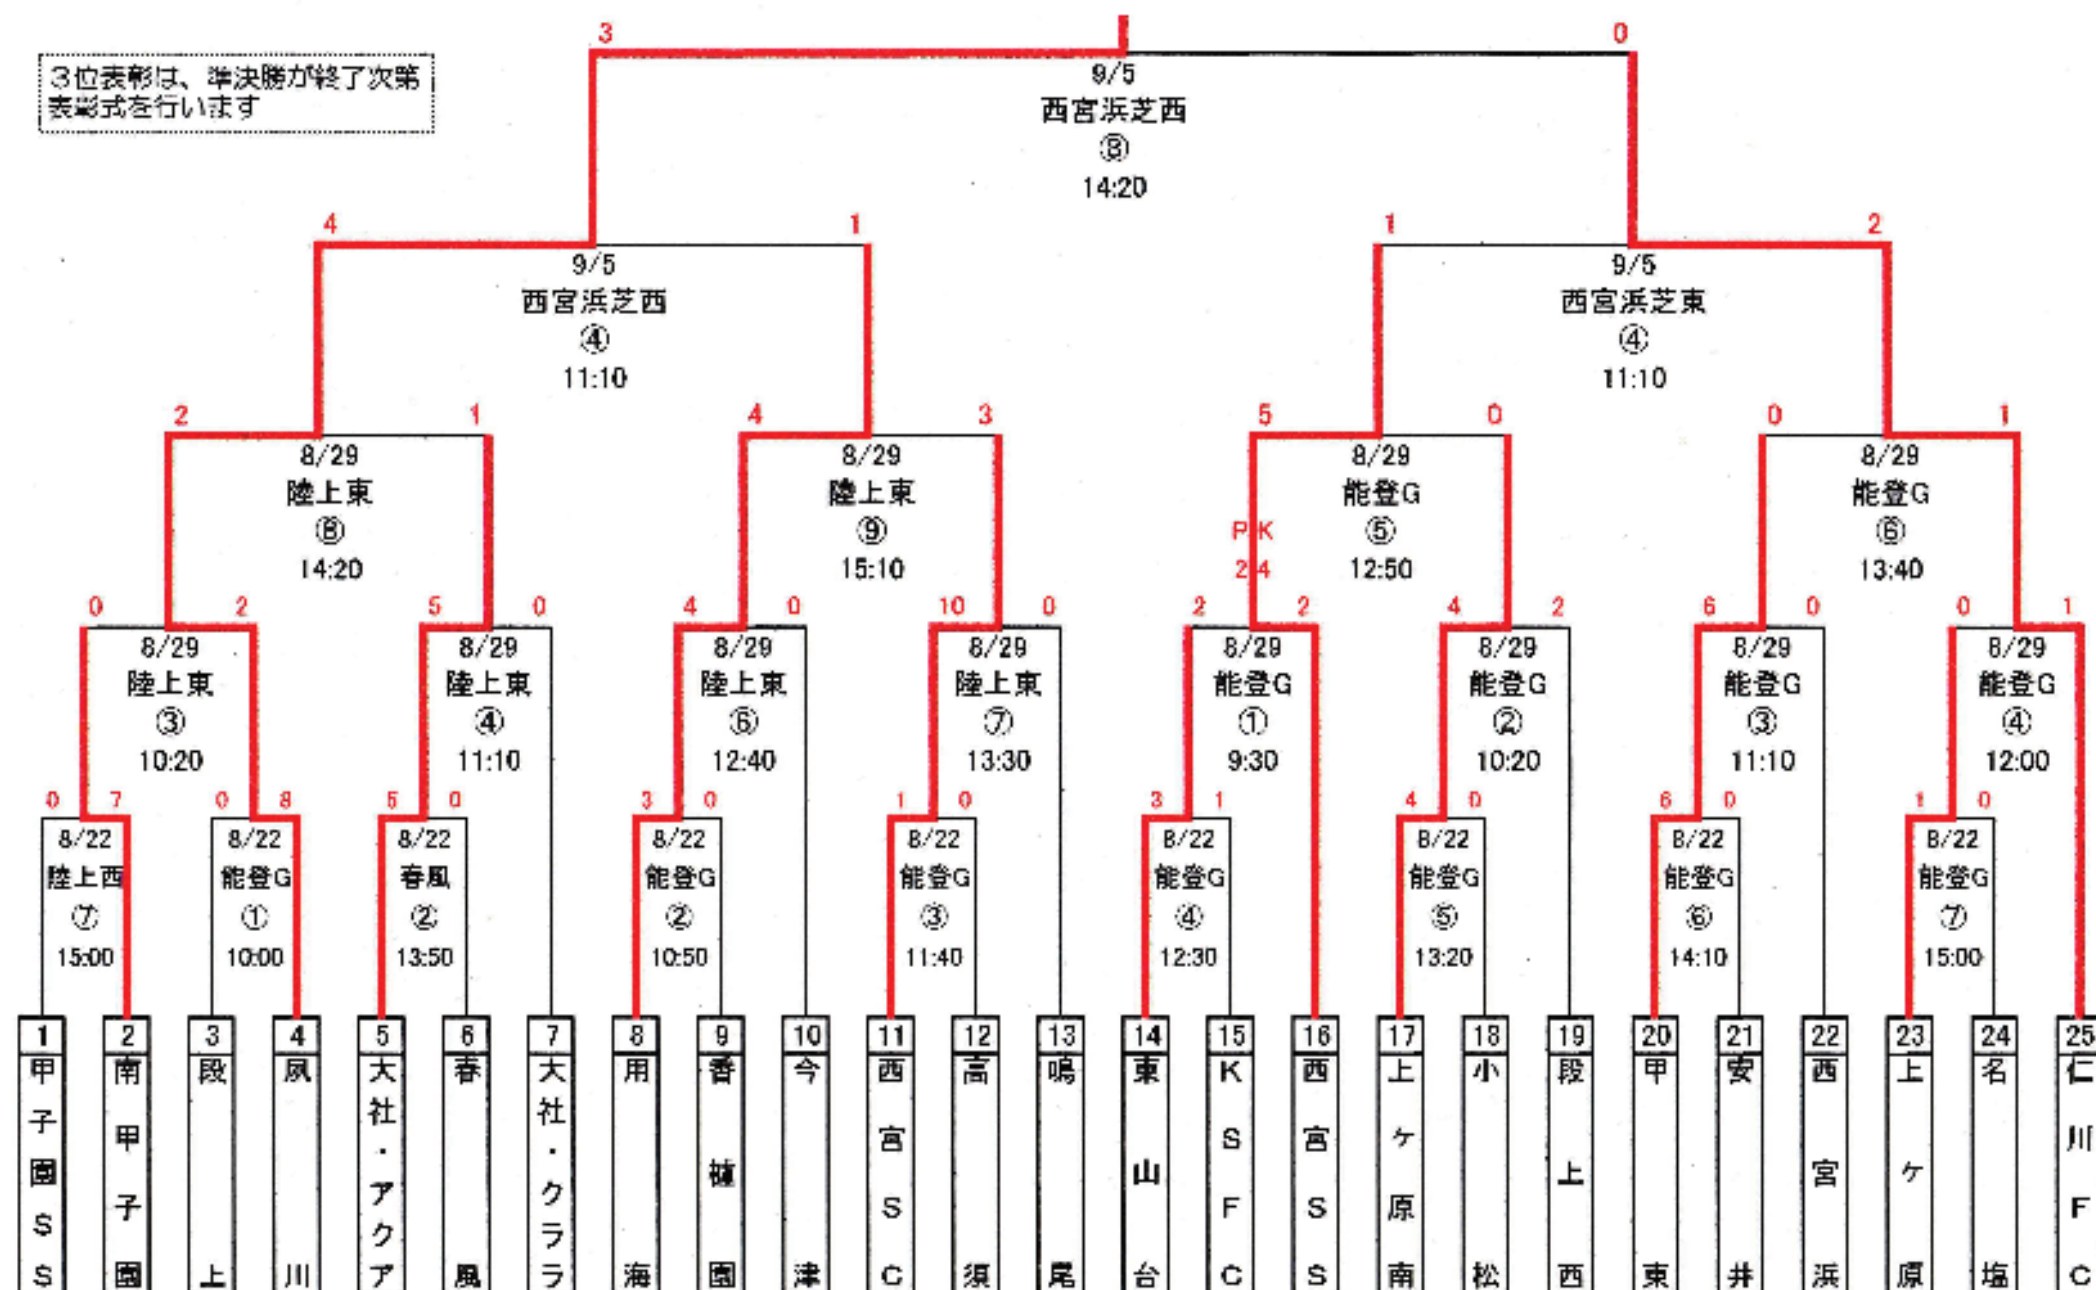 3 0
３位表彰は、準決勝が終了次第
表彰式を行います
9/5
西宮浜芝西
⑧
14:20
4 1 1 2
9/5 9/5
西宮浜芝西 西宮浜芝東
④ ④
11:10 11:10
2 1 4 3 5 0 0 1
8/29 8/29 8/29 8/29
陸上東 陸上東 能登G 能登G
⑧ ⑨ PK ⑤ ⑥
14:20 15:10 2 4 12:50 13:40
0 2 5 0 4 0 10 0 2 2 4 2 6 0 0 1
8/29 8/29 8/29 8/29 8/29 8/29 8/29 8/29
陸上東 陸上東 陸上東 陸上東 能登G 能登G 能登G 能登G
③ ④ ⑥ ⑦ ① ② ③ ④
10:20 11:10 12:40 13:30 9:30 10:20 11:10 12:00
0 7 0 8 5 0 3 0 1 0 3 1 4 0 6 0 1 0
8/22 8/22 8/22 8/22 8/22 8/22 8/22 8/22 8/22
陸上西 能登G 春風 能登G 能登G 能登G 能登G 能登G 能登G
⑦ ① ② ② ③ ④ ⑤ ⑥ ⑦
15:00 10:00 13:50 10:50 11:40 12:30 13:20 14:10 15:00
1 2 3 4 5 6 7 8 9 10 11 12 13 14 15 16 17 18 19 20 21 22 23 24 25
甲子園SS
南甲子園
段上
夙川
大社・アクア
春風
大社・クララ
用海
香櫨園
今津
西宮SC
高須
鳴尾
東山台
KSFC
西宮SS
上ケ原南
小松
段上西
甲東
安井
西宮浜
上ケ原
名塩
仁川FC